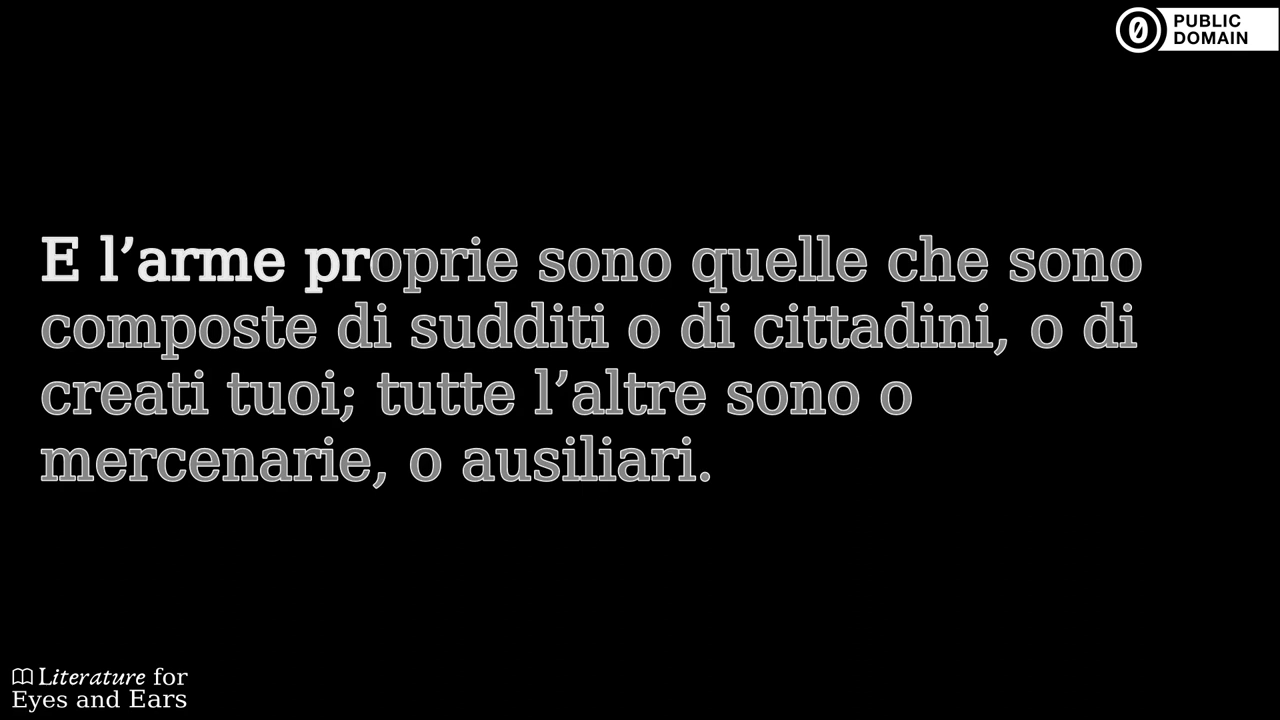 PUBLIC
DOMAIN
E l’arme proprie sono quelle che sono
composte di sudditi o di cittadini, o di
creati tuoi; tutte l’altre sono o
mercenarie, o ausiliari.
Literature for
Eyes and Ears